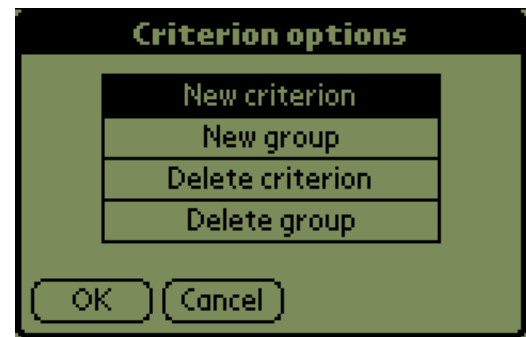 Criterion options
New criterion
New group
Delete criterion
Delete group
OK Cancel